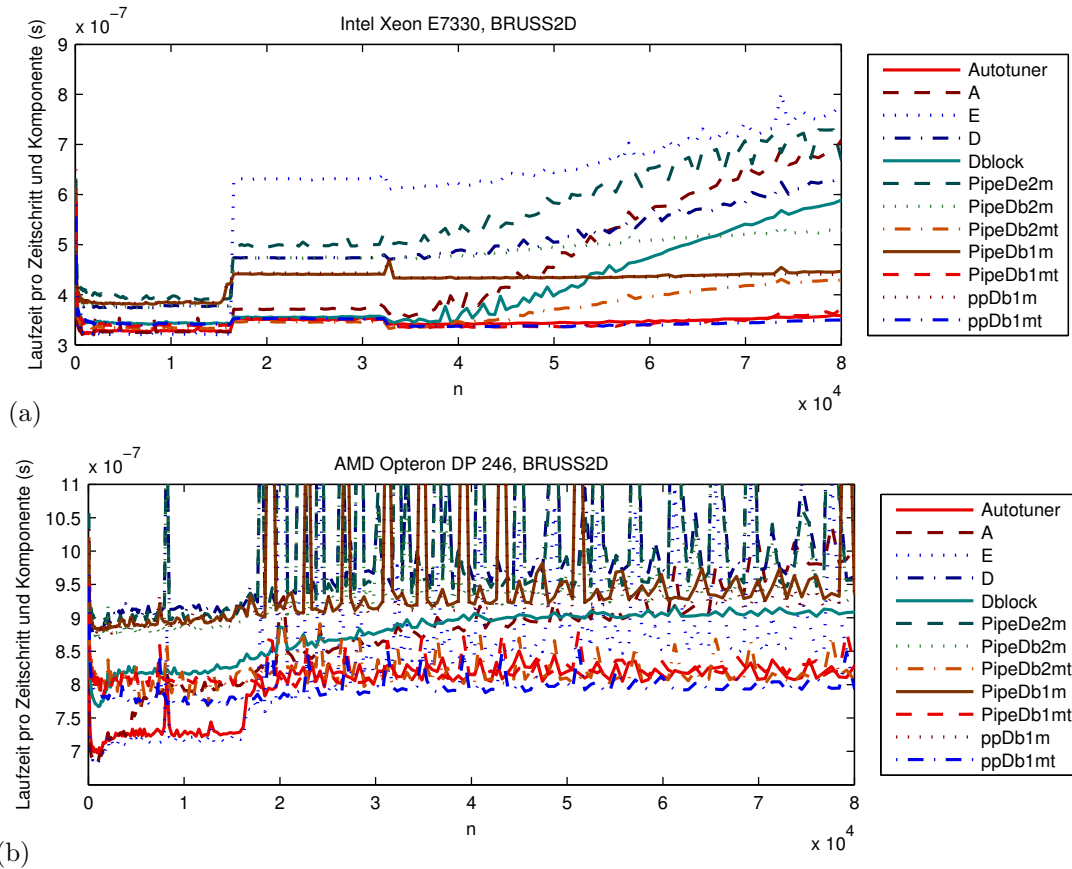 x 10⁻⁷
Intel Xeon E7330, BRUSS2D
Laufzeit pro Zeitschritt und Komponente (s)
9
8
7
6
5
4
3
0 1 2 3 4 5 6 7 8
n
x 10⁴
Autotuner
A
E
D
Dblock
PipeDe2m
PipeDb2m
PipeDb2mt
PipeDb1m
PipeDb1mt
ppDb1m
ppDb1mt
(a)
x 10⁻⁷
AMD Opteron DP 246, BRUSS2D
Laufzeit pro Zeitschritt und Komponente (s)
11
10.5
10
9.5
9
8.5
8
7.5
7
0 1 2 3 4 5 6 7 8
n
x 10⁴
Autotuner
A
E
D
Dblock
PipeDe2m
PipeDb2m
PipeDb2mt
PipeDb1m
PipeDb1mt
ppDb1m
ppDb1mt
(b)